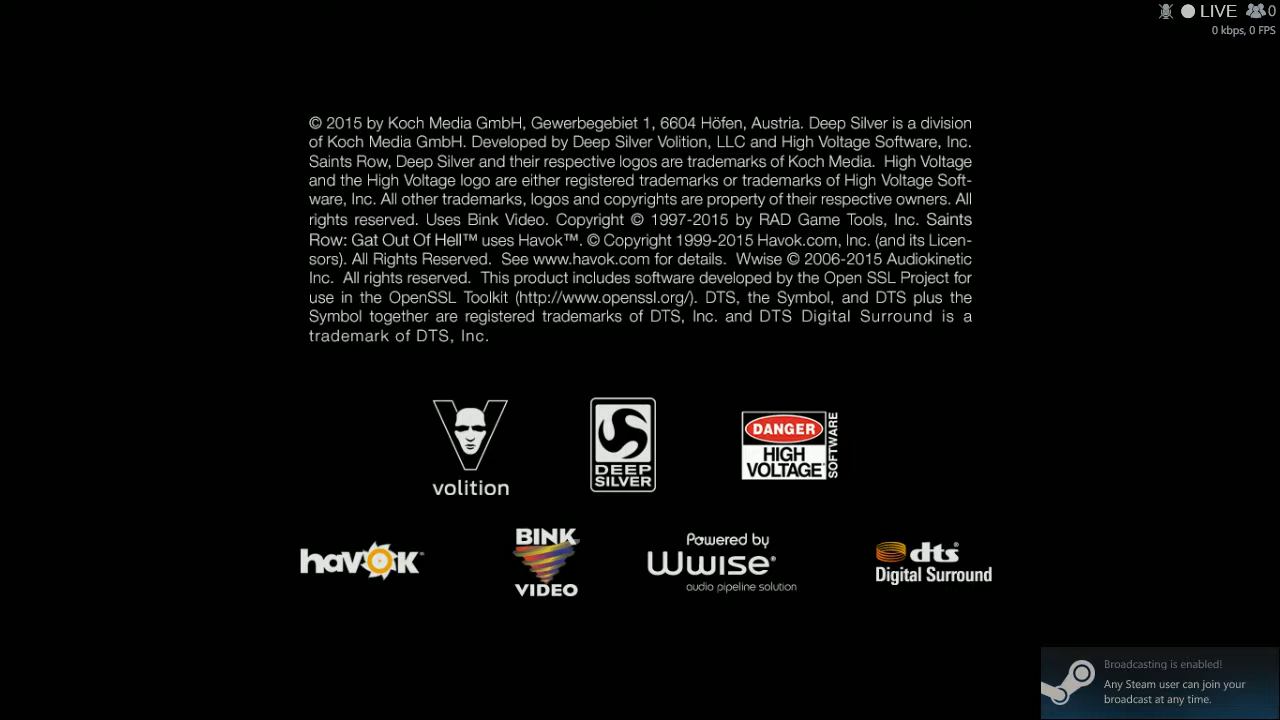 LIVE 0
0 kbps, 0 FPS
© 2015 by Koch Media GmbH, Gewerbegebiet 1, 6604 Höfen, Austria. Deep Silver is a division
of Koch Media GmbH. Developed by Deep Silver Volition, LLC and High Voltage Software, Inc.
Saints Row, Deep Silver and their respective logos are trademarks of Koch Media. High Voltage
and the High Voltage logo are either registered trademarks or trademarks of High Voltage Soft-
ware, Inc. All other trademarks, logos and copyrights are property of their respective owners. All
rights reserved. Uses Bink Video. Copyright © 1997-2015 by RAD Game Tools, Inc. Saints
Row: Gat Out Of Hell™ uses Havok™. © Copyright 1999-2015 Havok.com, Inc. (and its Licen-
sors). All Rights Reserved. See www.havok.com for details. Wwise © 2006-2015 Audiokinetic
Inc. All rights reserved. This product includes software developed by the Open SSL Project for
use in the OpenSSL Toolkit (http://www.openssl.org/). DTS, the Symbol, and DTS plus the
Symbol together are registered trademarks of DTS, Inc. and DTS Digital Surround is a
trademark of DTS, Inc.
V
volition
DEEP
SILVER
DANGER
HIGH
VOLTAGE
SOFTWARE
havok
BINK
VIDEO
Powered by
Wwise®
audio pipeline solution
dts®
Digital Surround
Broadcasting is enabled!
Any Steam user can join your
broadcast at any time.